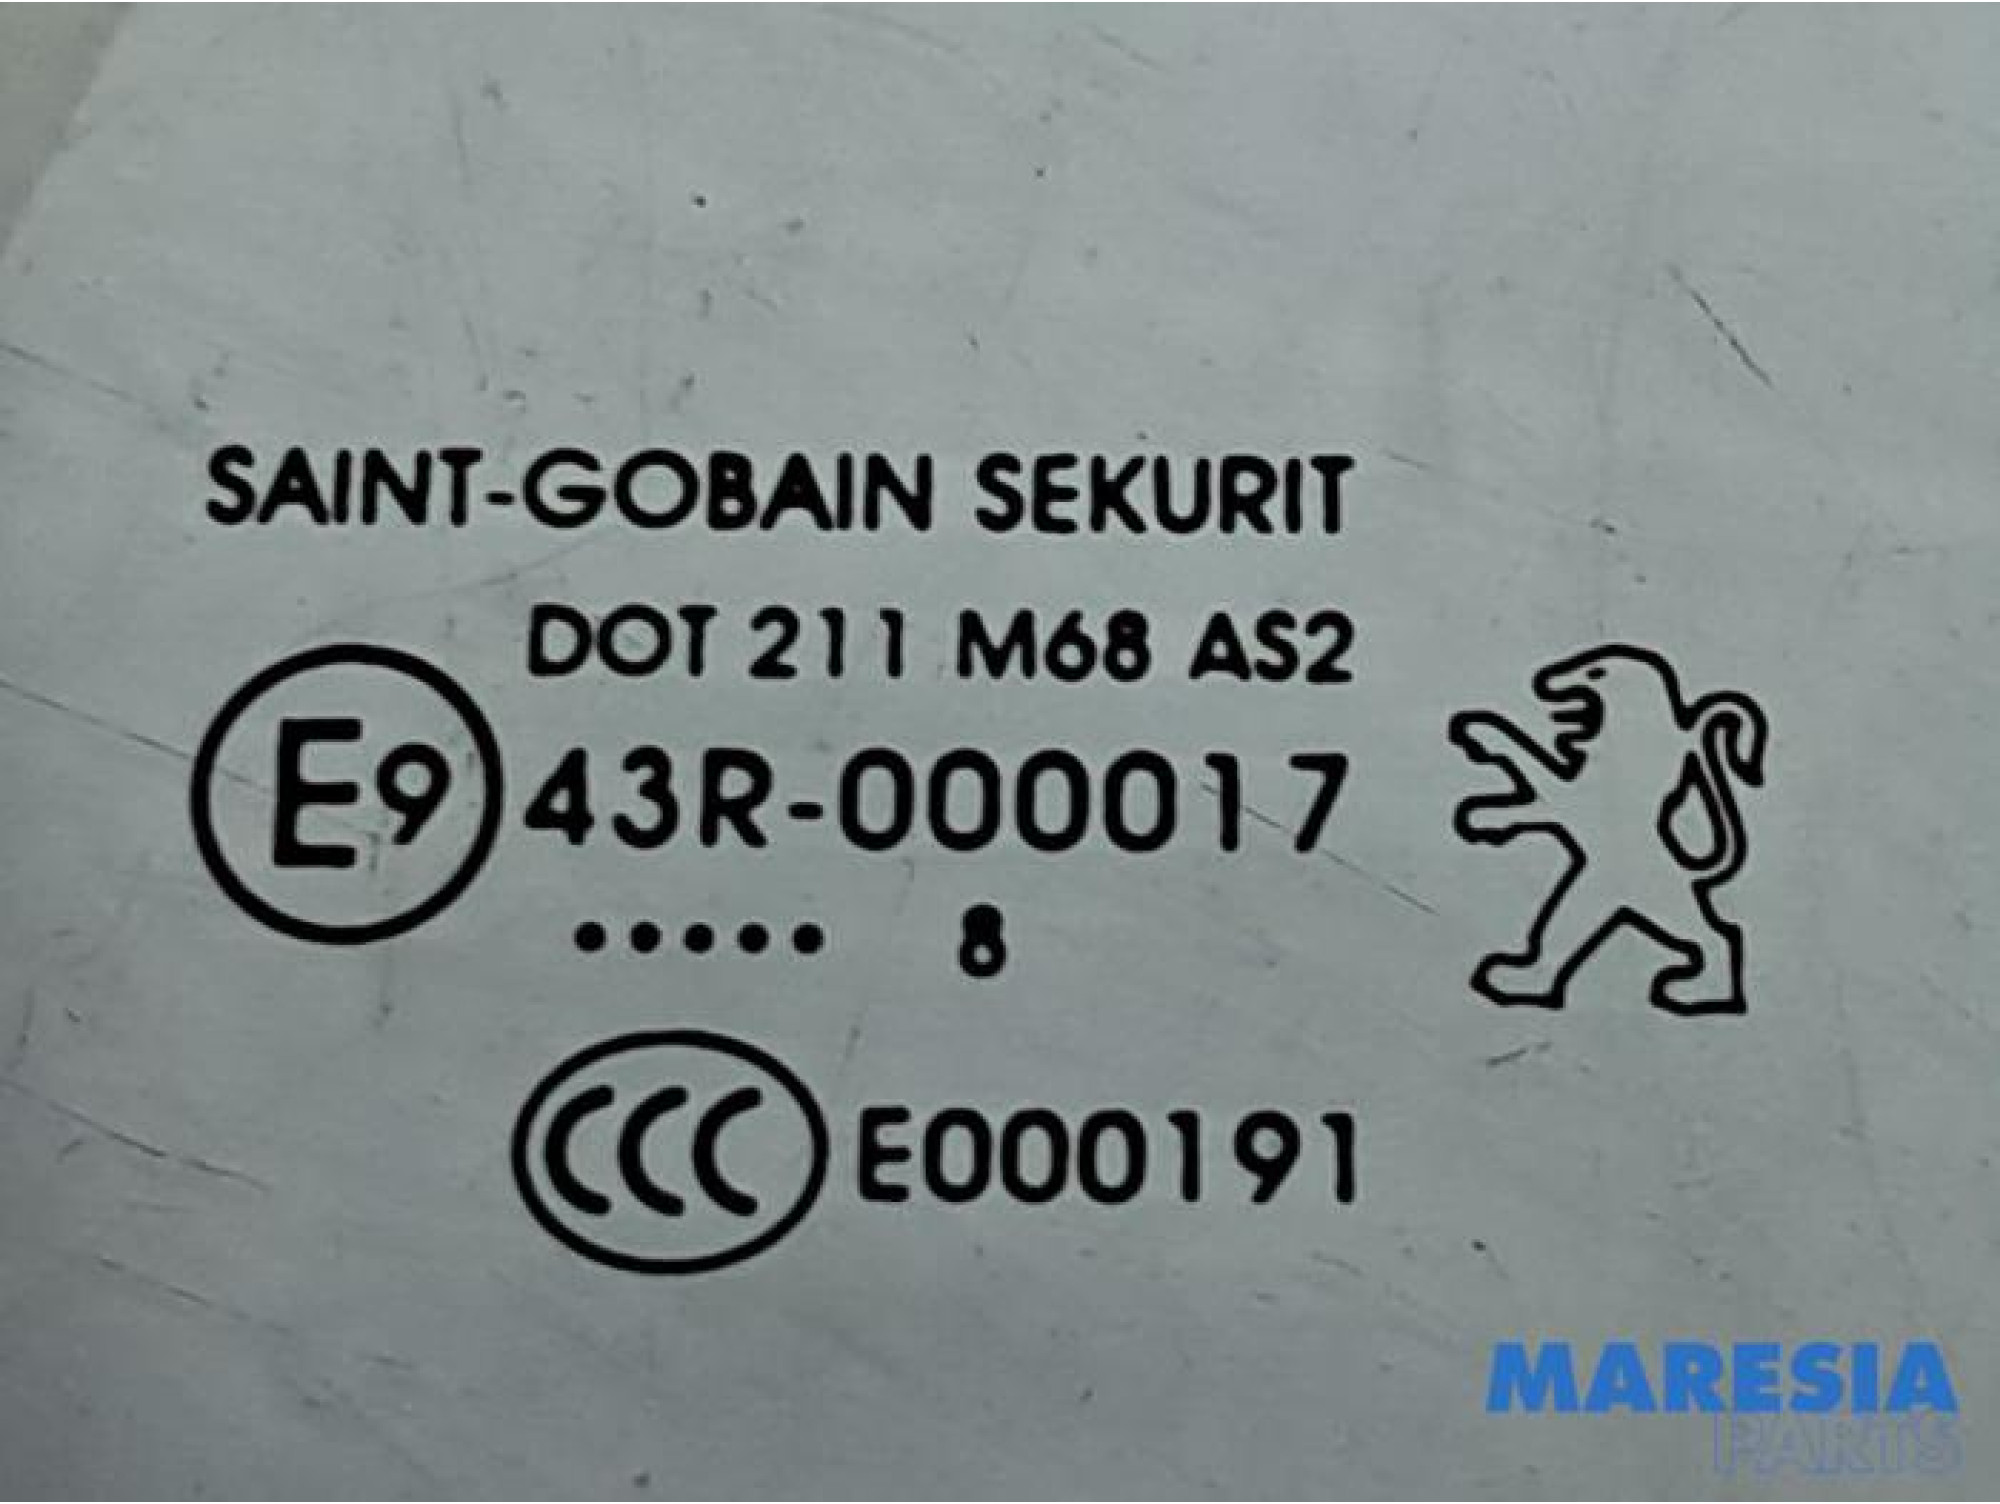 SAINT-GOBAIN SEKURIT
DOT 211 M68 AS2
E9 43R-000017
..... 8
CCC E000191
MARESIA
PARTS